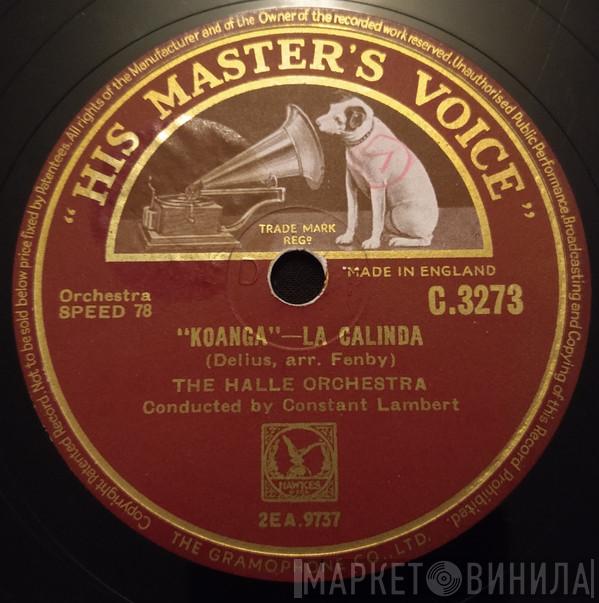 Copyright Patented Record Not to be sold below price fixed by Patentees. All rights of the Manufacturer and of the Owner of the recorded work reserved. Unauthorised Public Performance, Broadcasting and Copying of this Record Prohibited.
"HIS MASTER'S VOICE"
TRADE MARK
REGD
MADE IN ENGLAND
Orchestra
SPEED 78
C.3273
"KOANGA"—LA CALINDA
(Delius, arr. Fenby)
THE HALLE ORCHESTRA
Conducted by Constant Lambert
HAWKES
2EA.9737
THE GRAMOPHONE CO., LTD.
МАРКЕТ ВИНИЛА